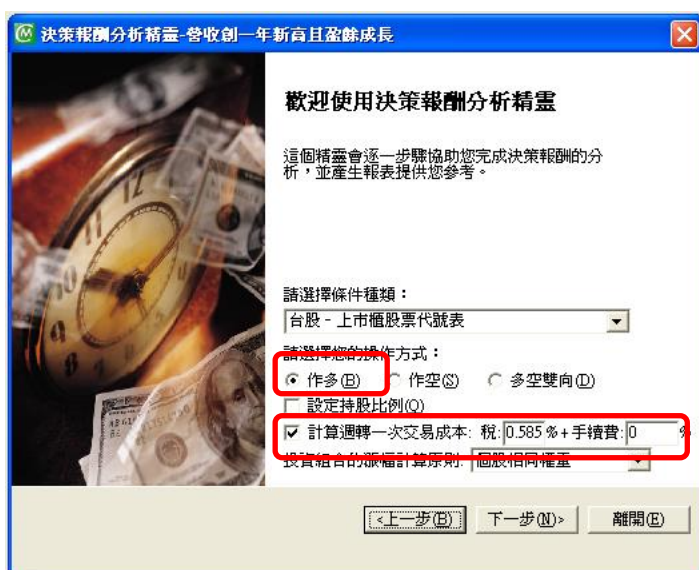 決策報酬分析精靈-營收創一年新高且盈餘成長
歡迎使用決策報酬分析精靈
這個精靈會逐一步驟協助您完成決策報酬的分
析，並產生報表提供您參考。
請選擇條件種類：
台股 - 上市櫃股票代號表
請選擇您的操作方式：
作多(B) 作空(S) 多空雙向(D)
設定持股比例(Q)
計算週轉一次交易成本: 稅: 0.585 %+手續費: 0 %
投資組合的漲幅計算原則: 個股相同權重
<上一步(B) 下一步(N)> 離開(E)